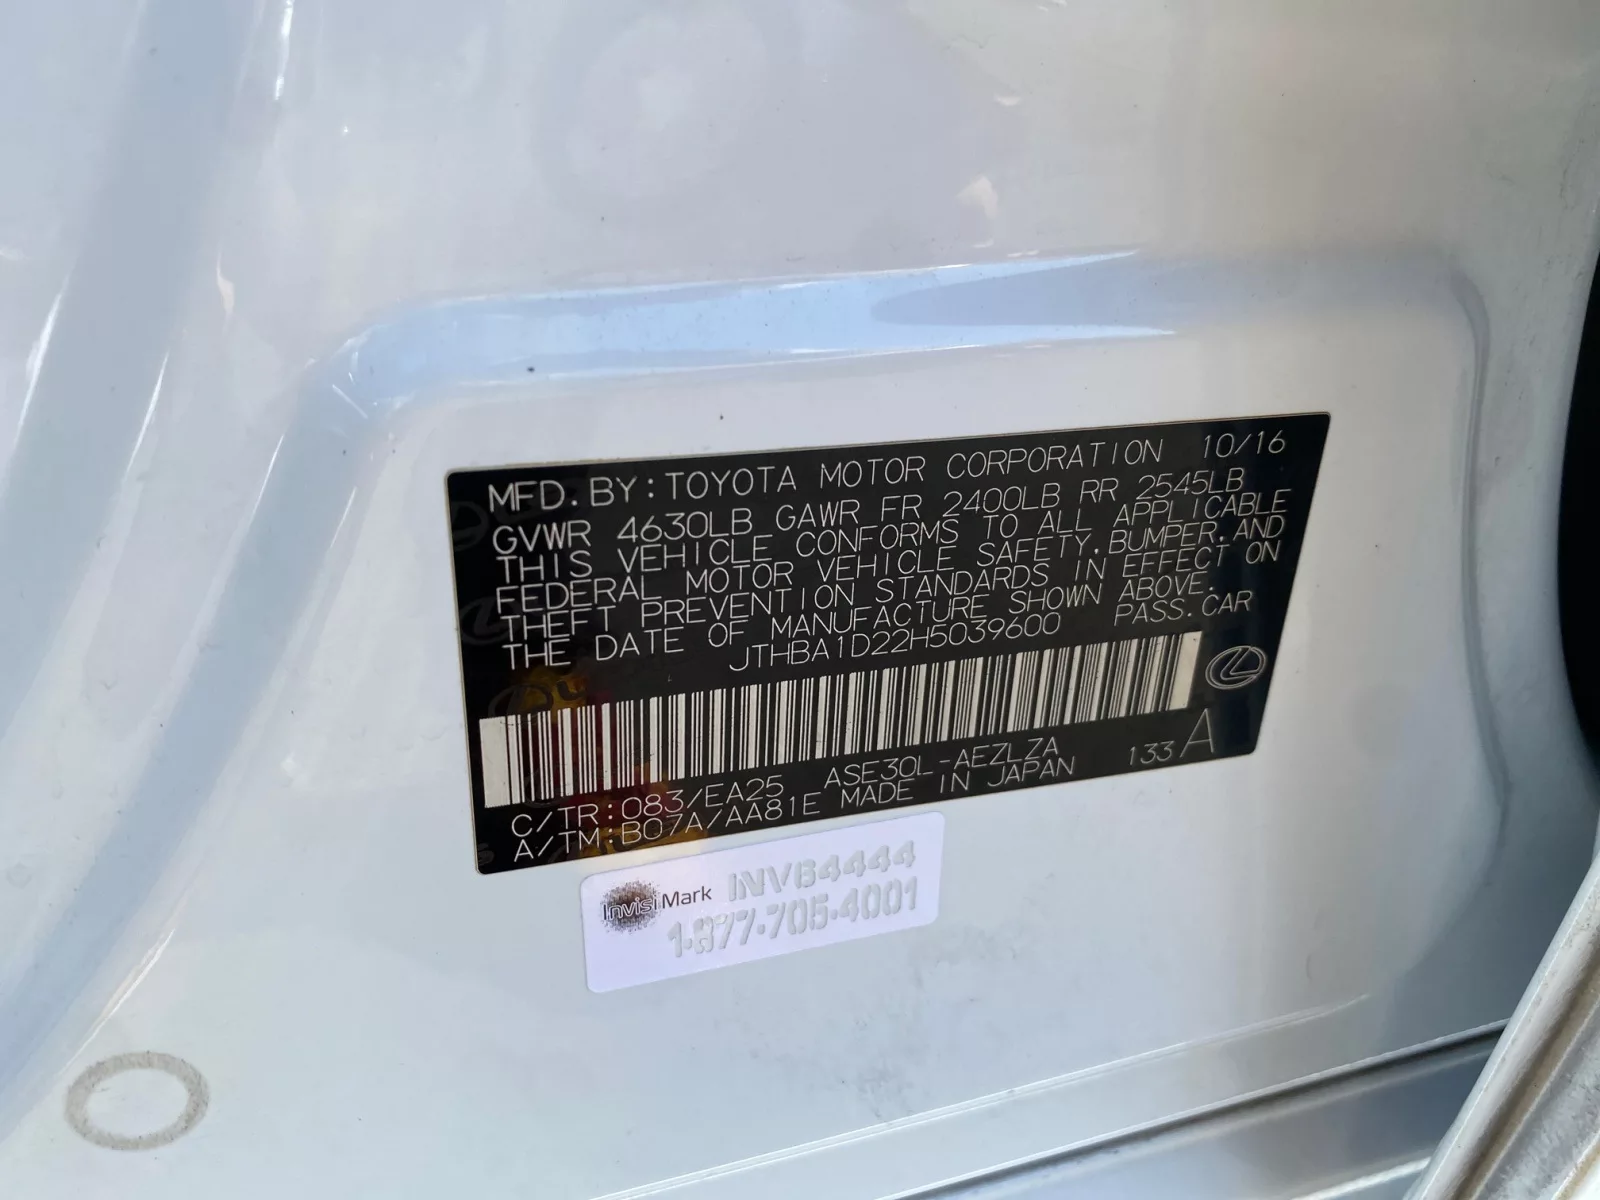 MFD. BY: TOYOTA MOTOR CORPORATION 10/16
GVWR 4630LB GAWR FR 2400LB RR 2545LB
THIS VEHICLE CONFORMS TO ALL APPLICABLE
FEDERAL MOTOR VEHICLE SAFETY, BUMPER, AND
THEFT PREVENTION STANDARDS IN EFFECT ON
THE DATE OF MANUFACTURE SHOWN ABOVE.
JTHBA1D22H5039600 PASS. CAR
C/TR: 083/EA25 ASE30L-AEZLZA 133 A
A/TM: B07A/AA81E MADE IN JAPAN
InvisiMark INV64444
1-877-705-4001